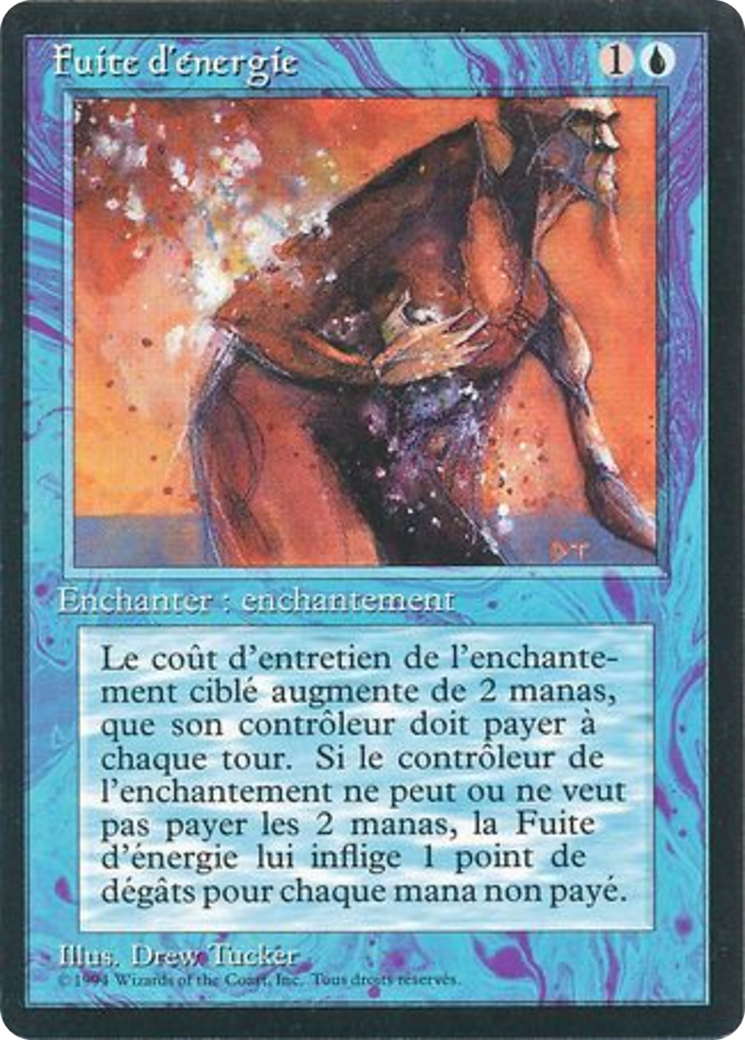 Fuite d'énergie
1
D T
Enchanter : enchantement
Le coût d'entretien de l'enchante-
ment ciblé augmente de 2 manas,
que son contrôleur doit payer à
chaque tour. Si le contrôleur de
l'enchantement ne peut ou ne veut
pas payer les 2 manas, la Fuite
d'énergie lui inflige 1 point de
dégâts pour chaque mana non payé.
Illus. Drew Tucker
© 1994 Wizards of the Coast, Inc. Tous droits réservés.